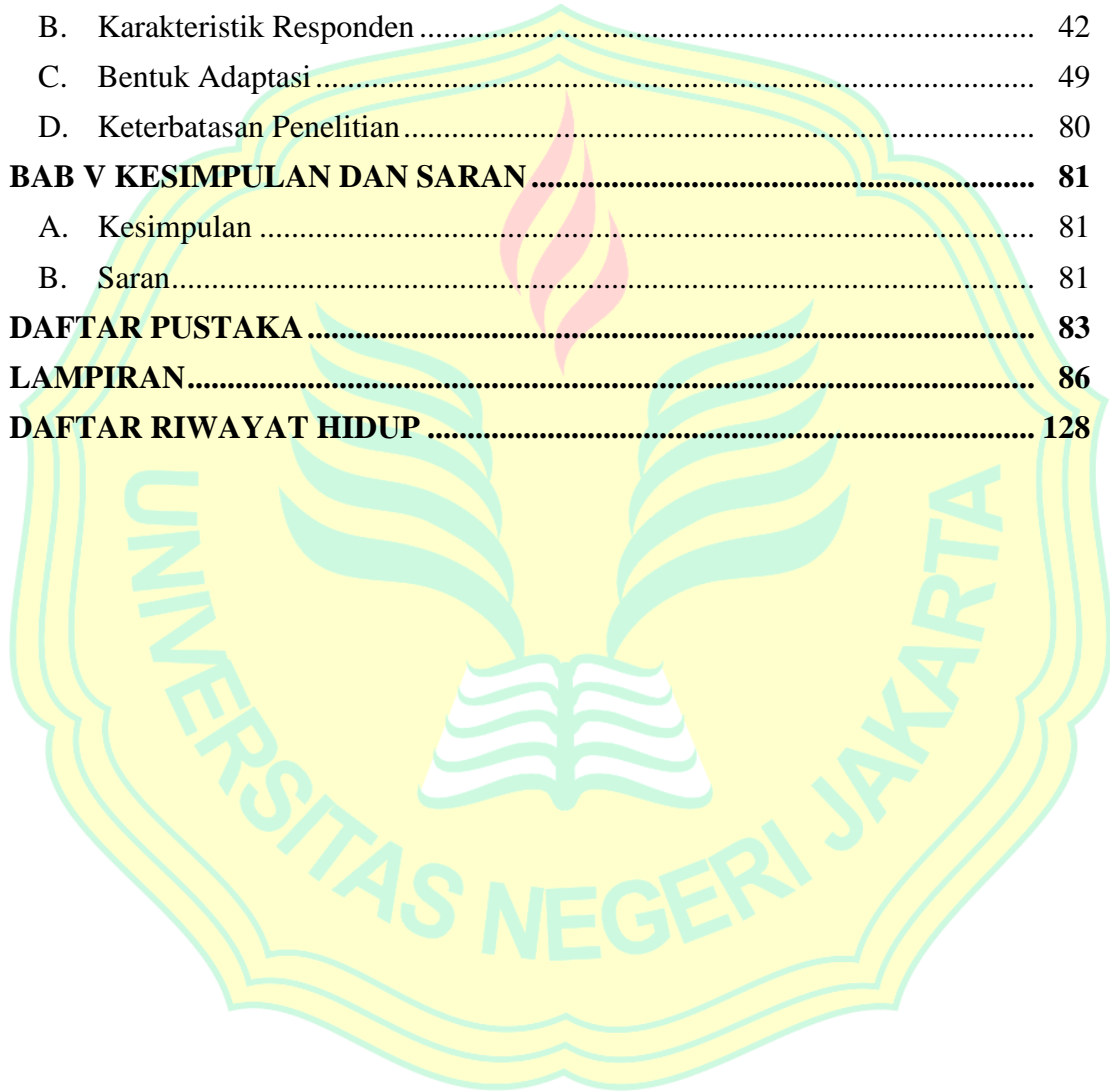 B. Karakteristik Responden ........................................................................ 42
C. Bentuk Adaptasi ........................................................................ 49
D. Keterbatasan Penelitian ........................................................................ 80
BAB V KESIMPULAN DAN SARAN ........................................................................ 81
A. Kesimpulan ........................................................................ 81
B. Saran ........................................................................ 81
DAFTAR PUSTAKA ........................................................................ 83
LAMPIRAN ........................................................................ 86
DAFTAR RIWAYAT HIDUP ........................................................................ 128
UNIVERSITAS NEGERI JAKARTA